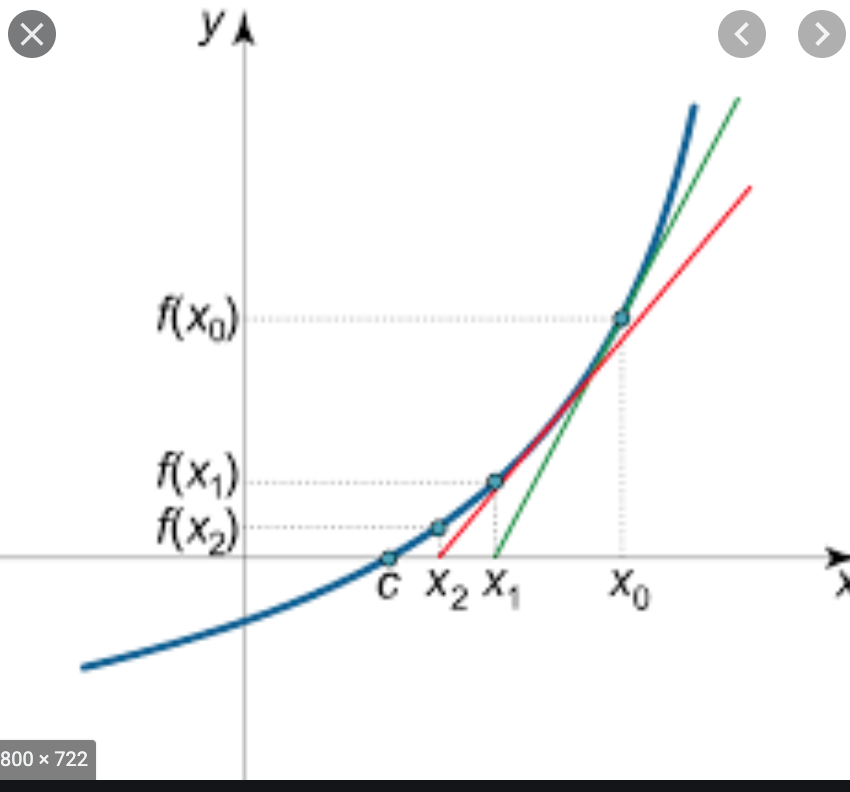 y
f(x₀)
f(x₁)
f(x₂)
c x₂ x₁ x₀ x
800 × 722